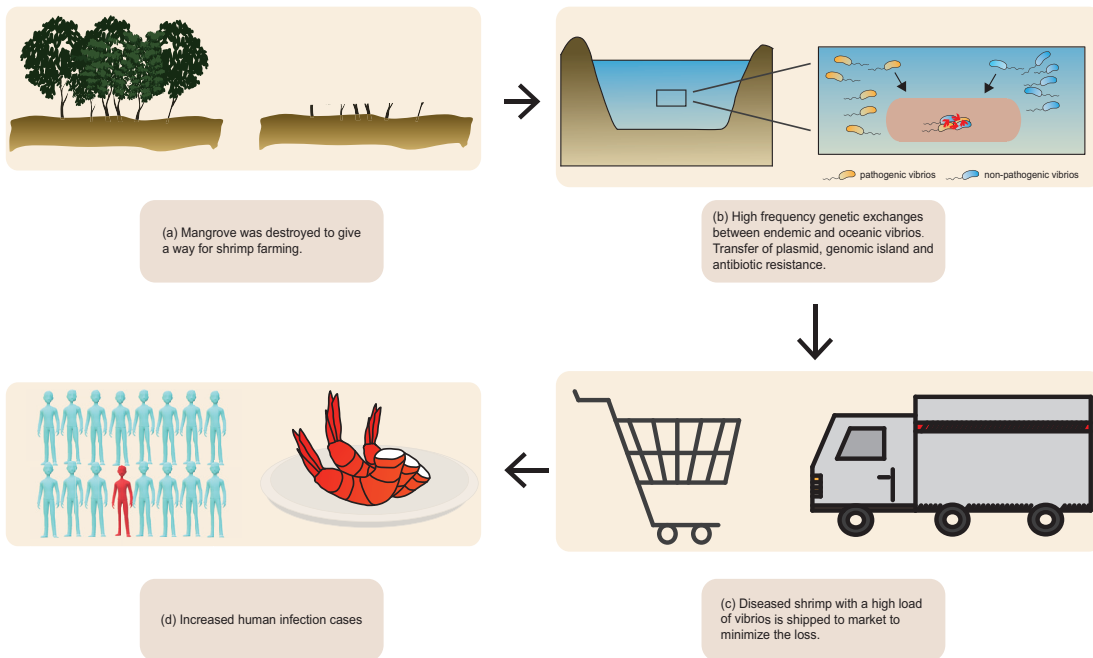 pathogenic vibrios
non-pathogenic vibrios
(a) Mangrove was destroyed to give
a way for shrimp farming.
(b) High frequency genetic exchanges
between endemic and oceanic vibrios.
Transfer of plasmid, genomic island and
antibiotic resistance.
(c) Diseased shrimp with a high load
of vibrios is shipped to market to
minimize the loss.
(d) Increased human infection cases